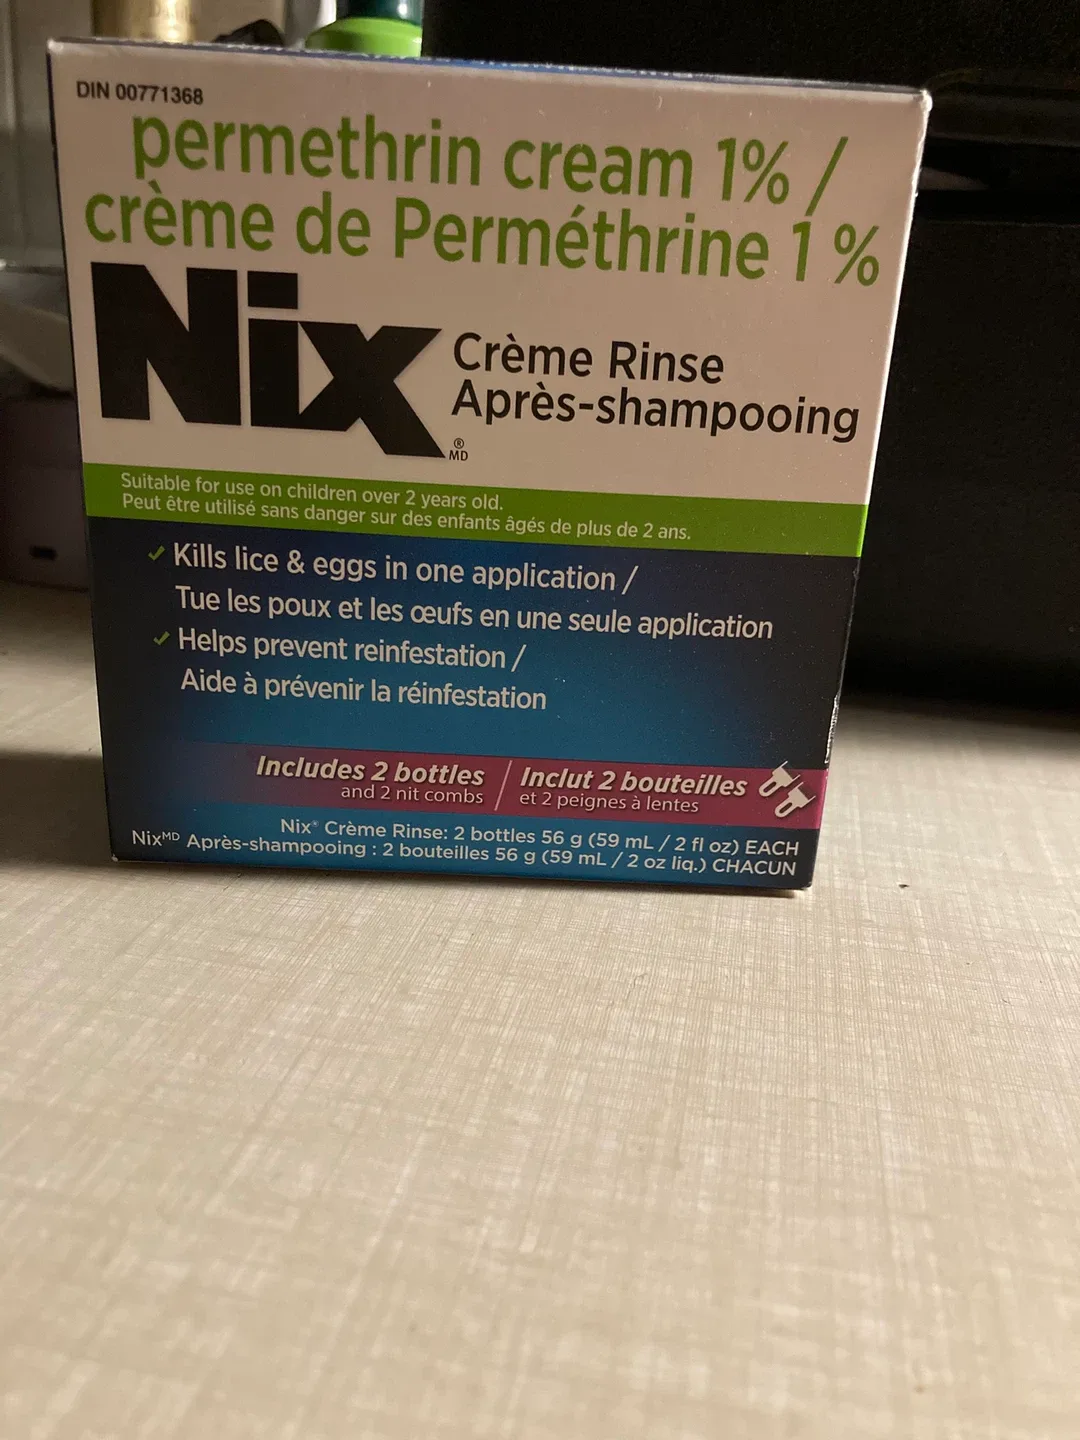 DIN 00771368
permethrin cream 1% /
crème de Perméthrine 1 %
Nix ® MD
Crème Rinse
Après-shampooing
Suitable for use on children over 2 years old.
Peut être utilisé sans danger sur des enfants âgés de plus de 2 ans.
✓ Kills lice & eggs in one application /
Tue les poux et les œufs en une seule application
✓ Helps prevent reinfestation /
Aide à prévenir la réinfestation
Includes 2 bottles
and 2 nit combs
Inclut 2 bouteilles
et 2 peignes à lentes
Nix® Crème Rinse: 2 bottles 56 g (59 mL / 2 fl oz) EACH
Nixᴹᴰ Après-shampooing : 2 bouteilles 56 g (59 mL / 2 oz liq.) CHACUN